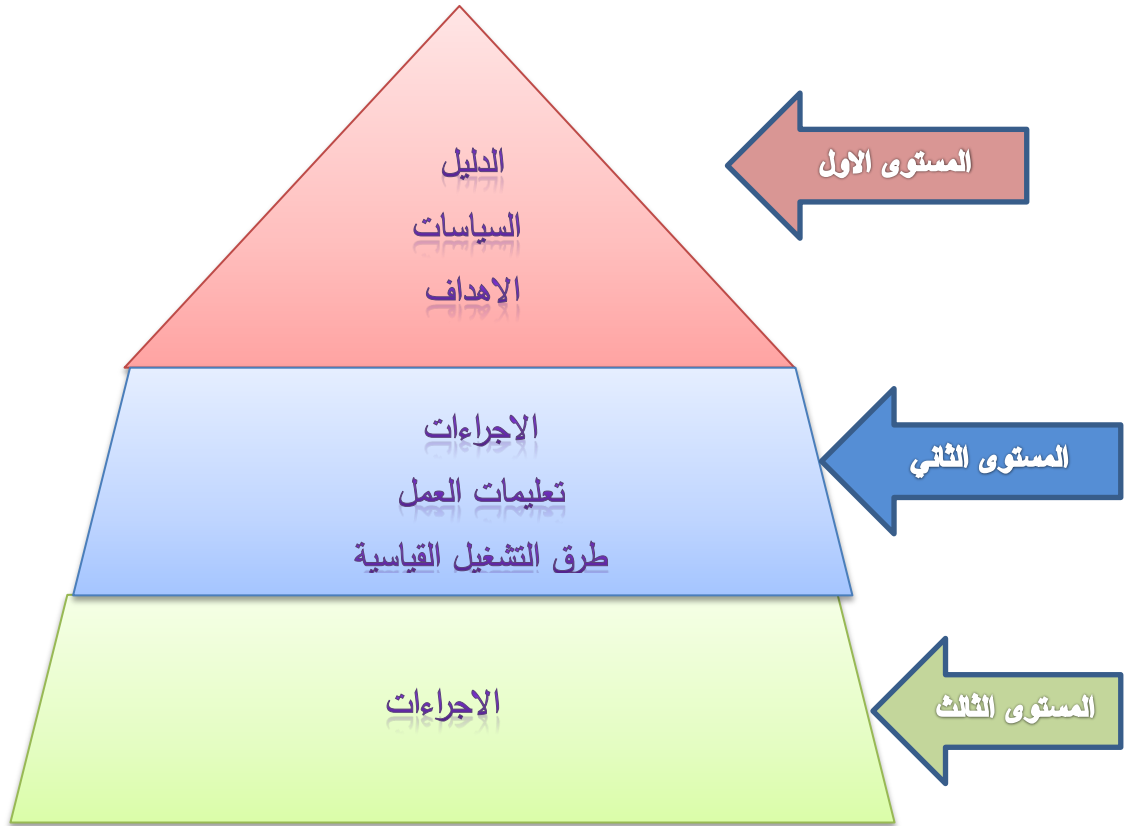 المستوى الاول
الدليل
السياسات
الاهداف
المستوى الثاني
الاجراءات
تعليمات العمل
طرق التشغيل القياسية
المستوى الثالث
الاجراءات